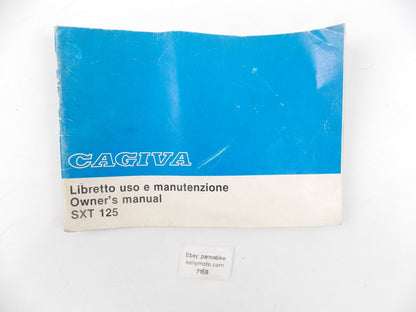 CAGIVA
Libretto uso e manutenzione
Owner's manual
SXT 125
Ebay parmabike
kellymoto.com
7158